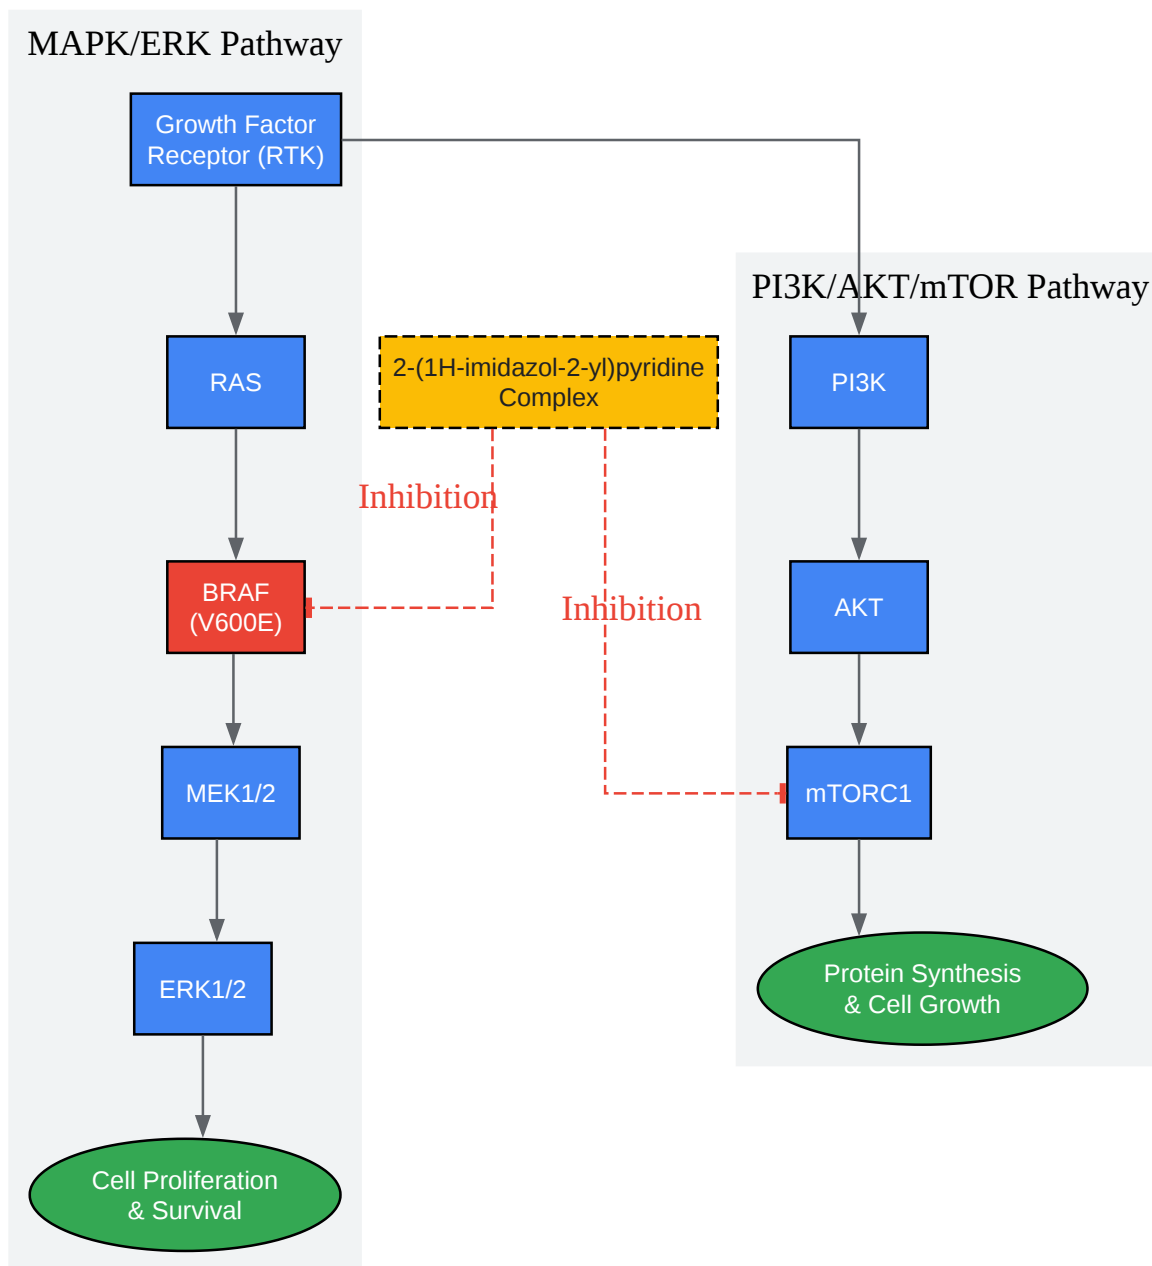 MAPK/ERK Pathway
Growth Factor
Receptor (RTK)
PI3K/AKT/mTOR Pathway
RAS
2-(1H-imidazol-2-yl)pyridine
Complex
PI3K
Inhibition
BRAF
(V600E)
Inhibition
AKT
MEK1/2
mTORC1
ERK1/2
Protein Synthesis
& Cell Growth
Cell Proliferation
& Survival